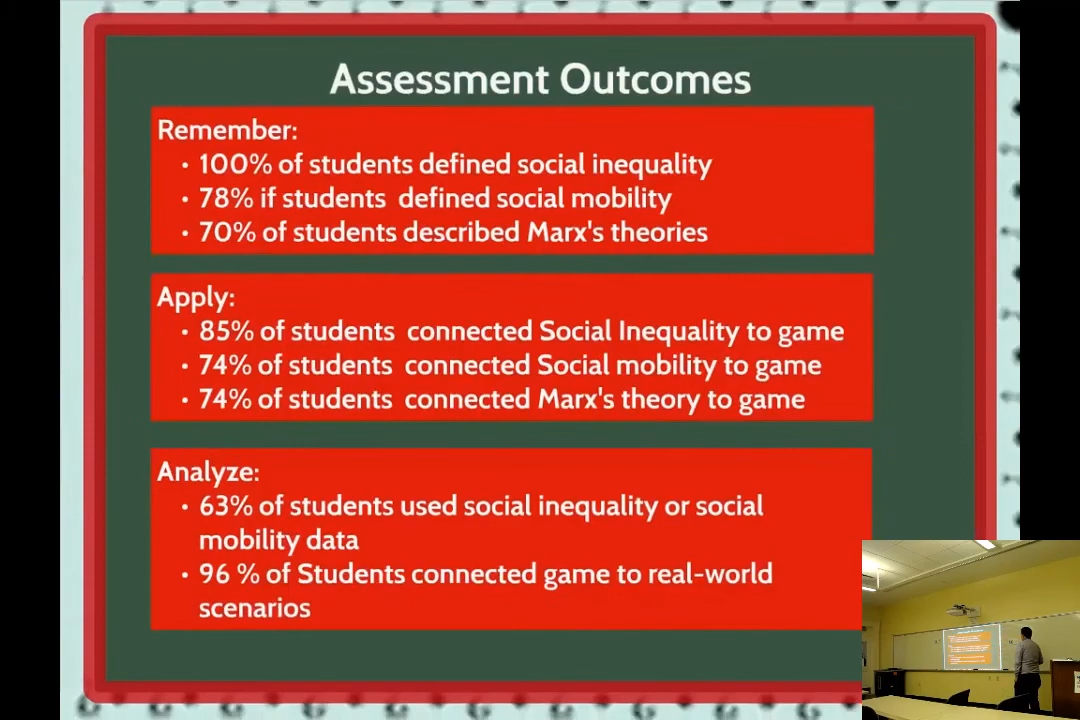 Assessment Outcomes
Remember:
• 100% of students defined social inequality
• 78% if students defined social mobility
• 70% of students described Marx's theories
Apply:
• 85% of students connected Social Inequality to game
• 74% of students connected Social mobility to game
• 74% of students connected Marx's theory to game
Analyze:
• 63% of students used social inequality or social
mobility data
• 96 % of Students connected game to real-world
scenarios